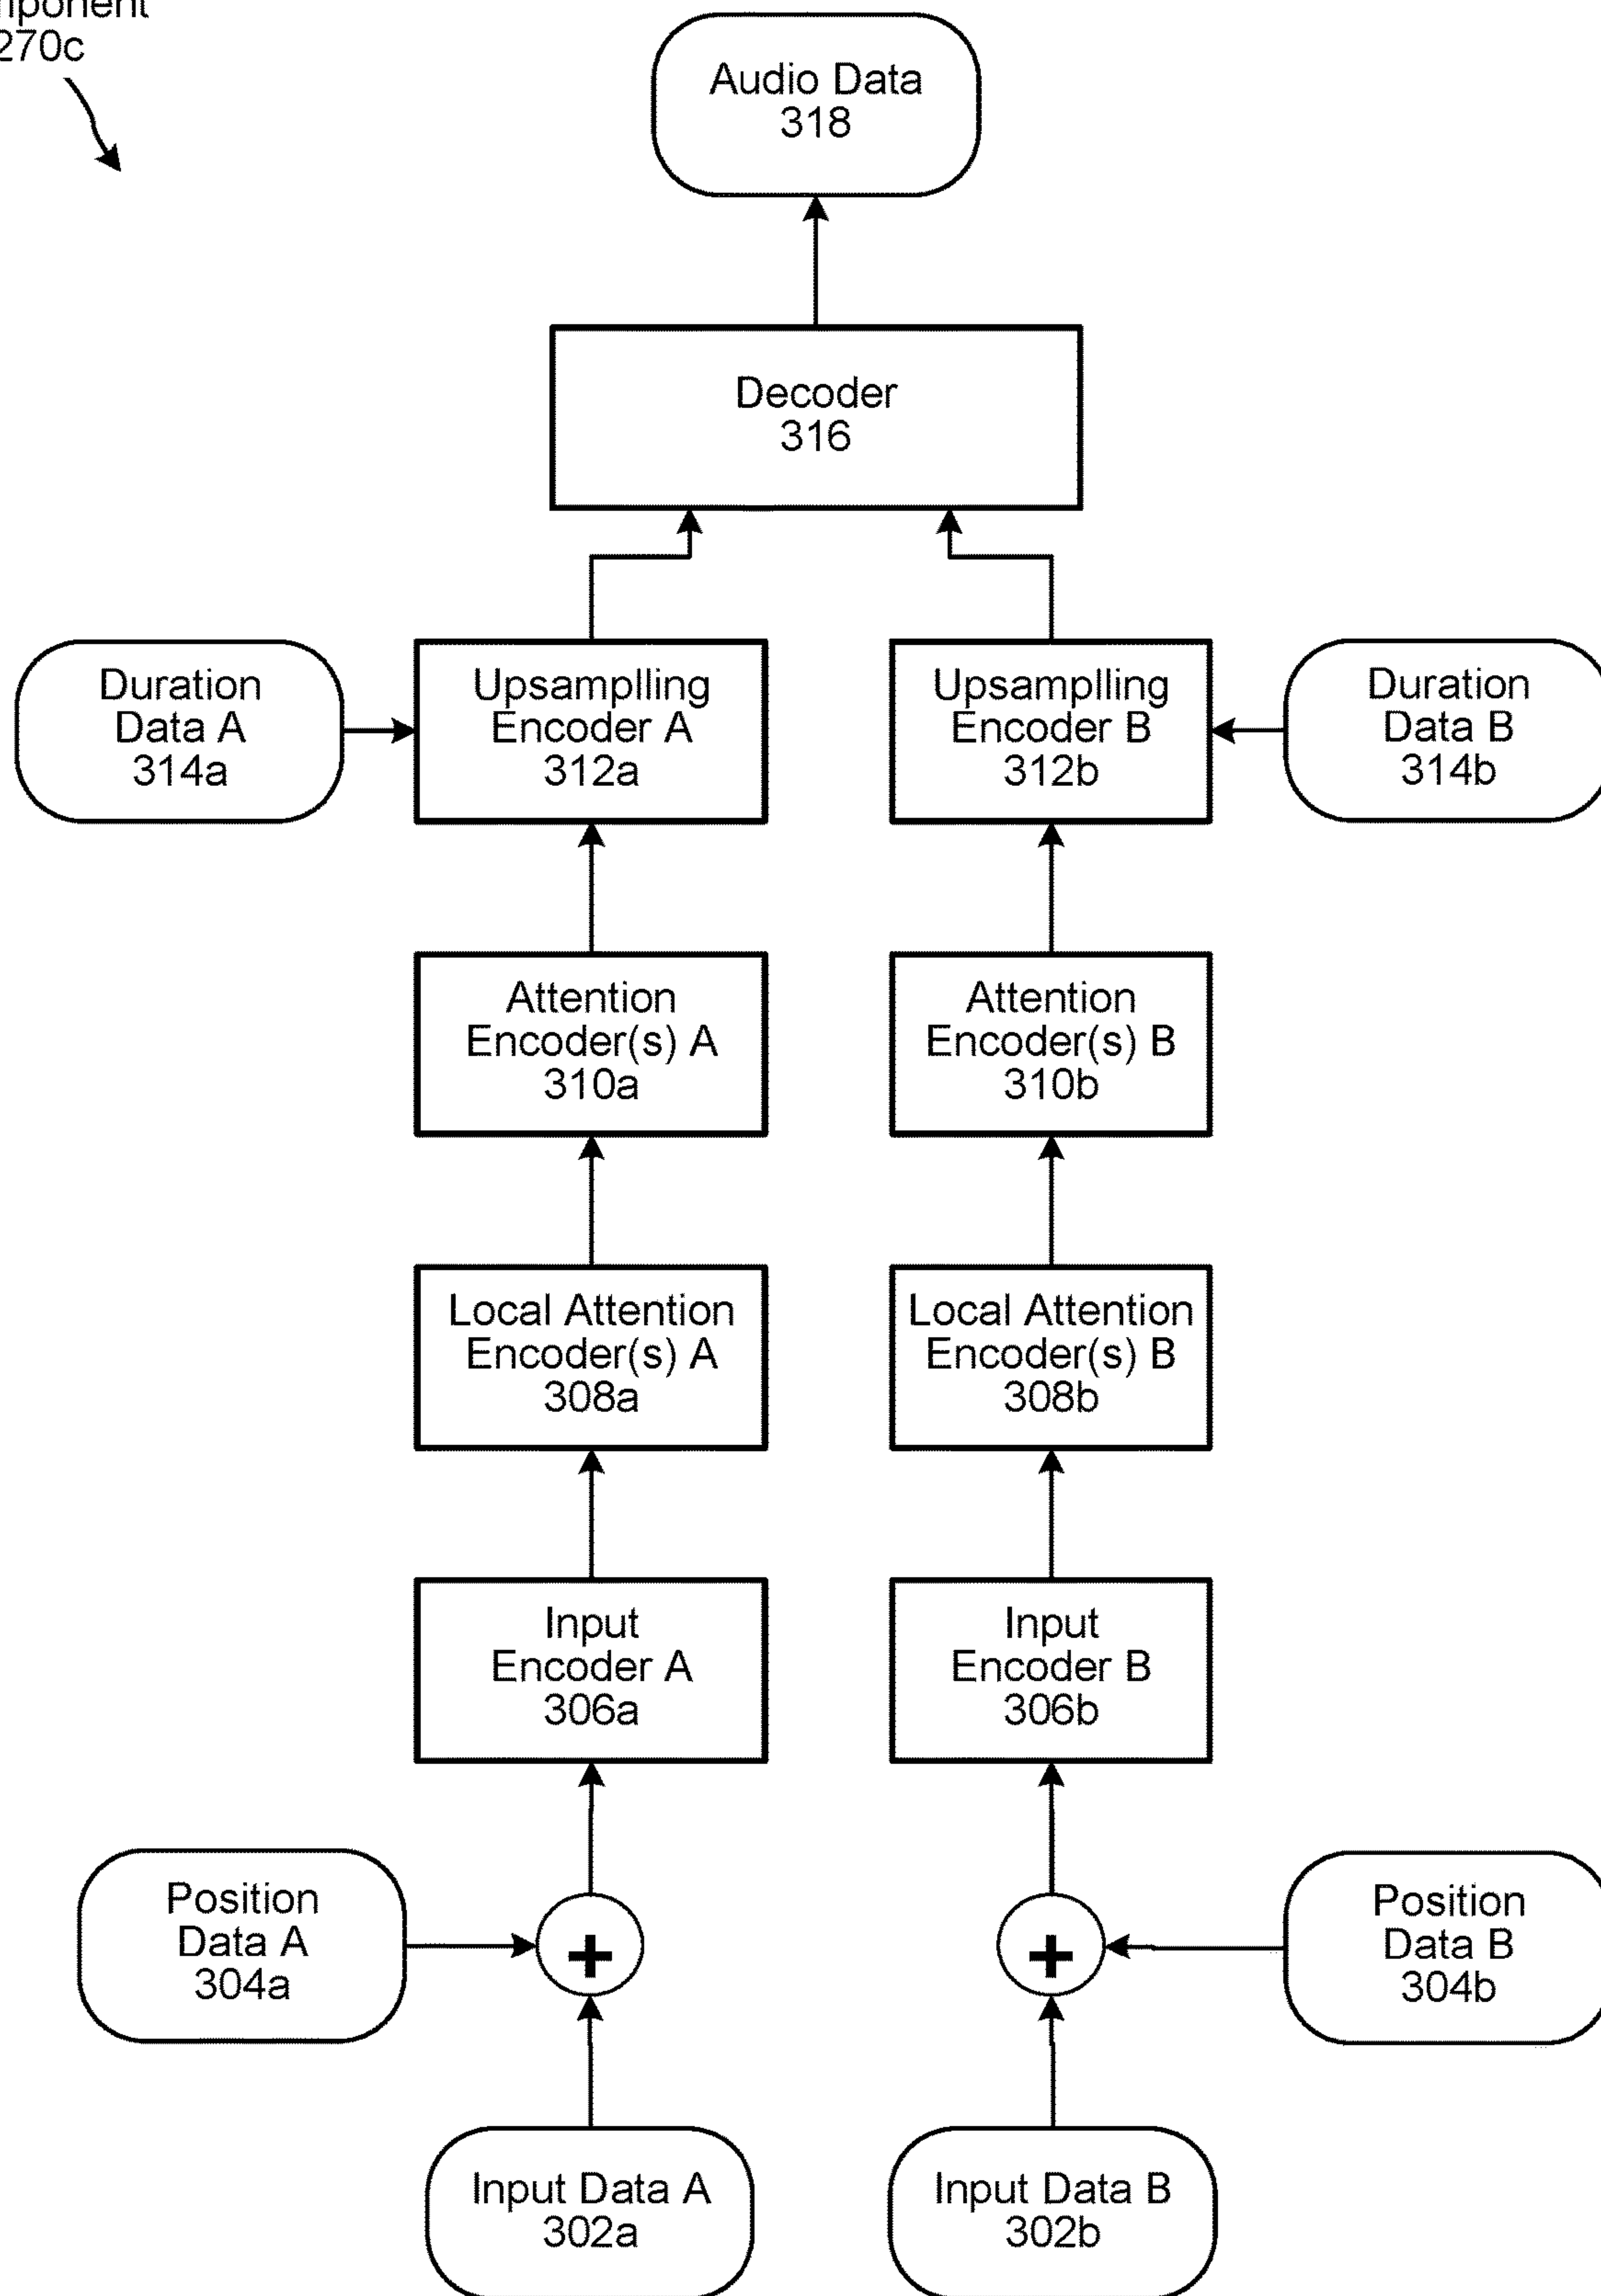 270c
Audio Data
318
Decoder
316
Duration
Data A
314a
Upsamplling
Encoder A
312a
Upsamplling
Encoder B
312b
Duration
Data B
314b
Attention
Encoder(s) A
310a
Attention
Encoder(s) B
310b
Local Attention
Encoder(s) A
308a
Local Attention
Encoder(s) B
308b
Input
Encoder A
306a
Input
Encoder B
306b
Position
Data A
304a
+
+
Position
Data B
304b
Input Data A
302a
Input Data B
302b